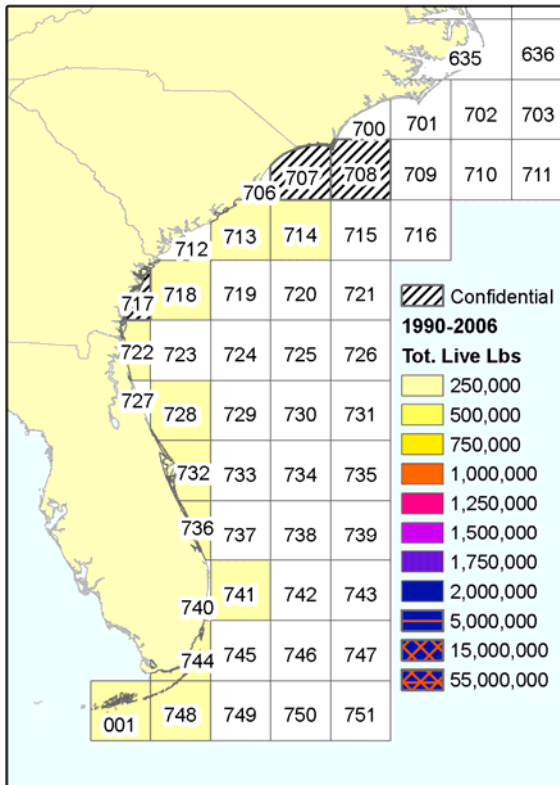 635 636
700 701 702 703
706 707 708 709 710 711
712 713 714 715 716
717 718 719 720 721
Confidential
1990-2006
Tot. Live Lbs
722 723 724 725 726
250,000
727 728 729 730 731
500,000
750,000
732 733 734 735
1,000,000
1,250,000
736 737 738 739
1,500,000
1,750,000
740 741 742 743
2,000,000
5,000,000
744 745 746 747
15,000,000
55,000,000
001 748 749 750 751